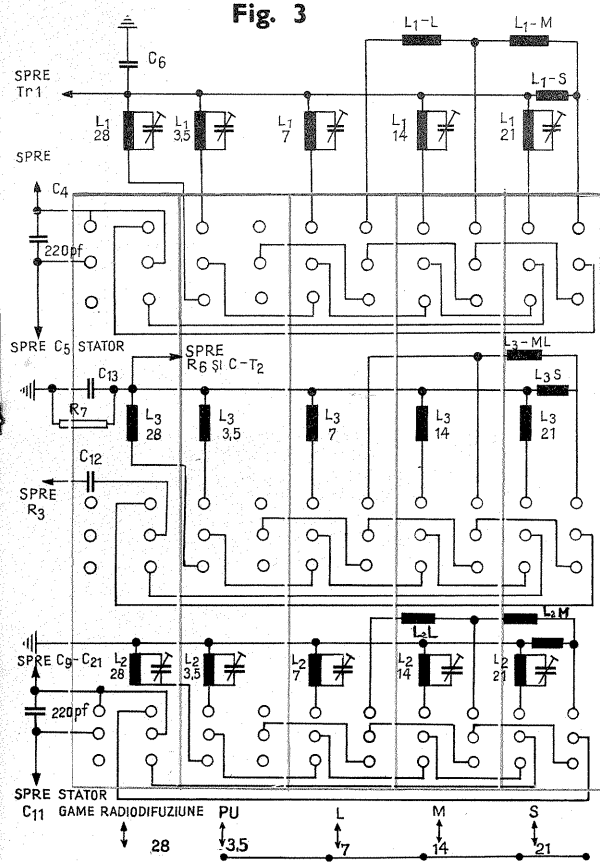 Fig. 3
L1-L
L1-M
C6
SPRE
Tr1
L1-S
L1
28
L1
3,5
L1
7
L1
14
L1
21
SPRE
C4
220pf
SPRE C5 STATOR
SPRE
R6 ȘI C-T2
L3-ML
C13
L3S
R7
L3
28
L3
3,5
L3
7
L3
14
L3
21
C12
SPRE
R3
L2L
L2M
SPRE C9-C21
L2
28
L2
3,5
L2
7
L2
14
L2
21
220pf
SPRE STATOR
C11 GAME RADIODIFUZIUNE PU L M S
28 3,5 7 14 21